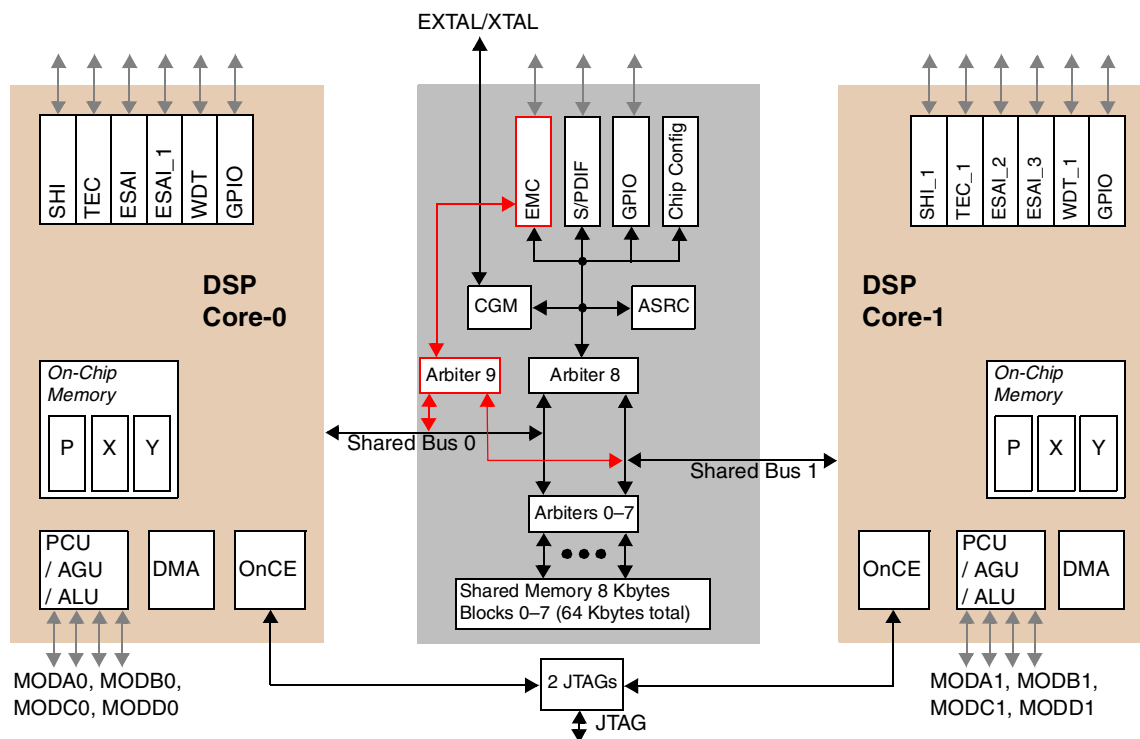 EXTAL/XTAL
SHI
TEC
ESAI
ESAI_1
WDT
GPIO
EMC
S/PDIF
GPIO
Chip Config
SHI_1
TEC_1
ESAI_2
ESAI_3
WDT_1
GPIO
DSP
Core-0
CGM
ASRC
DSP
Core-1
Arbiter 9
Arbiter 8
On-Chip
Memory
P
X
Y
Shared Bus 0
Shared Bus 1
On-Chip
Memory
P
X
Y
Arbiters 0–7
PCU
/ AGU
/ ALU
DMA
OnCE
Shared Memory 8 Kbytes
Blocks 0–7 (64 Kbytes total)
OnCE
PCU
/ AGU
/ ALU
DMA
MODA0, MODB0,
MODC0, MODD0
2 JTAGs
JTAG
MODA1, MODB1,
MODC1, MODD1